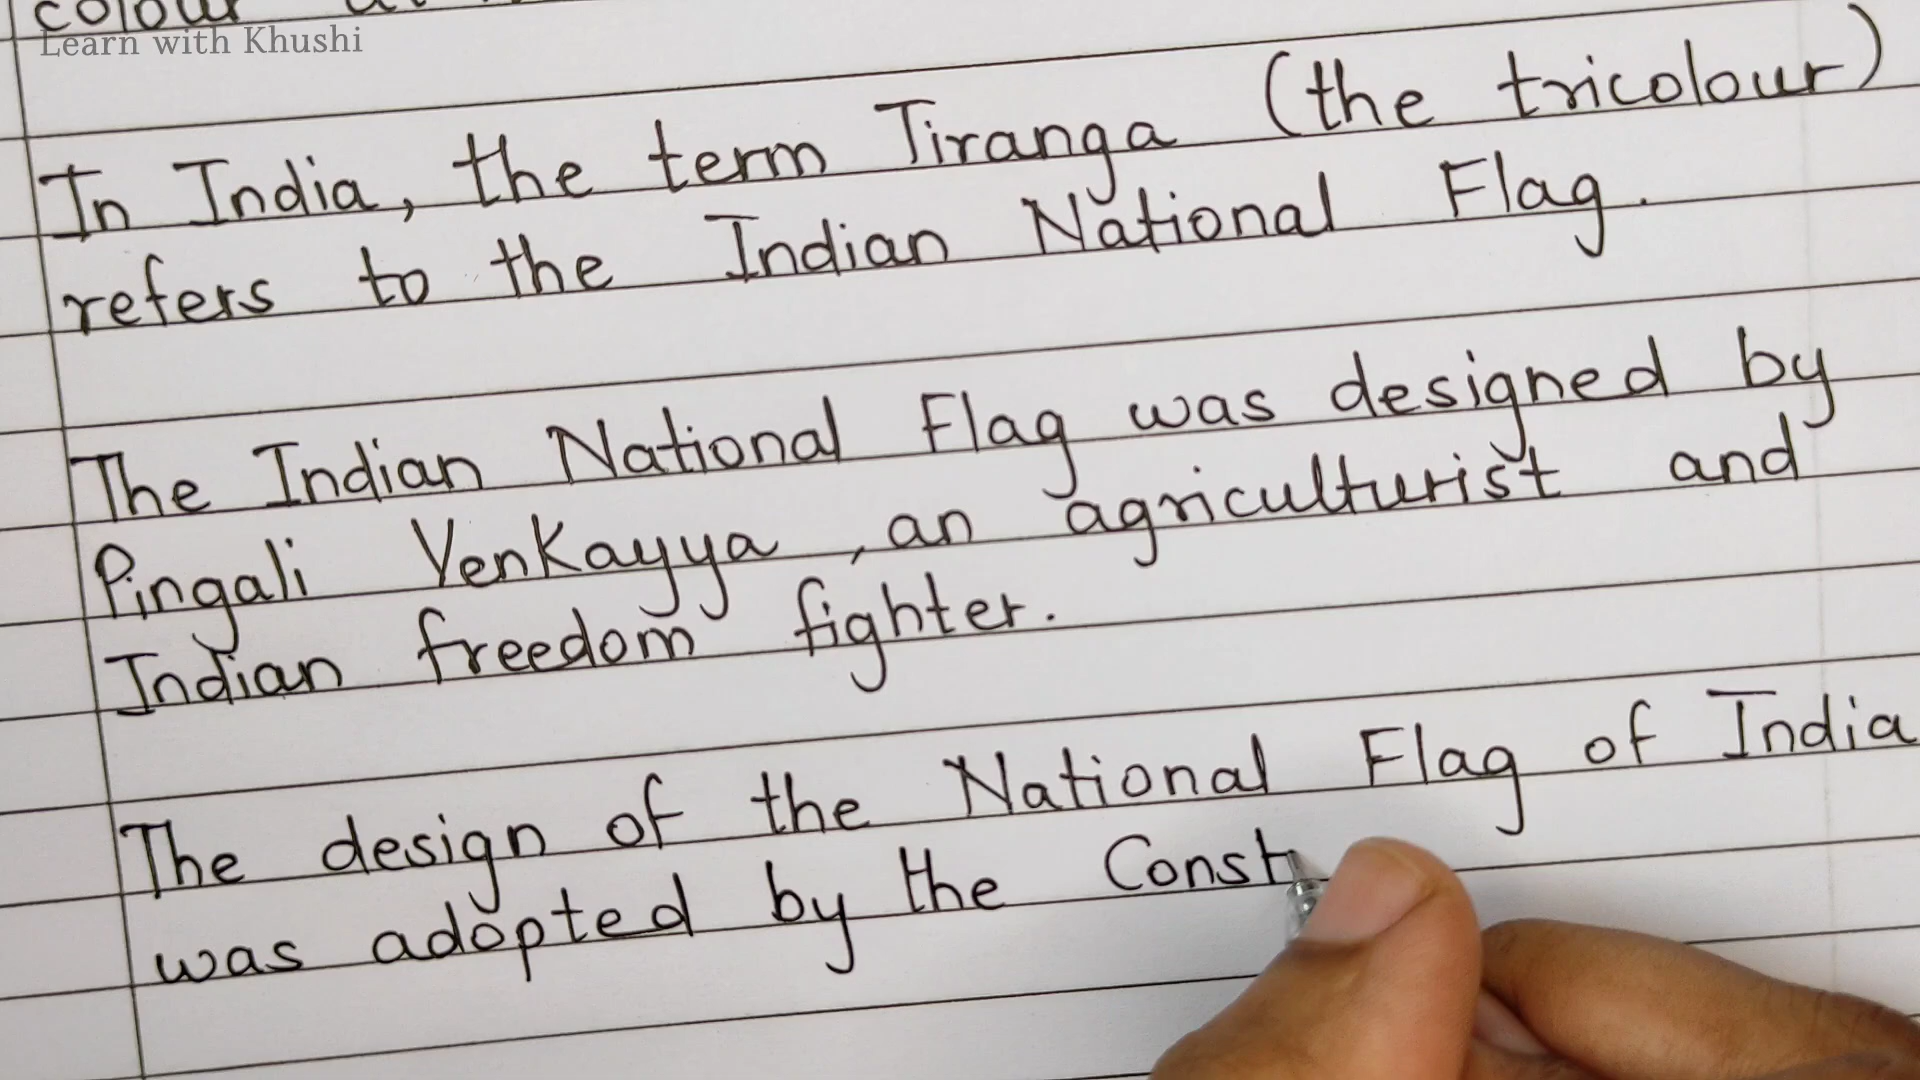 colour
Learn with Khushi
In India, the term Tiranga (the tricolour)
refers to the Indian National Flag.
The Indian National Flag was designed by
Pingali Venkayya, an agriculturist and
Indian freedom fighter.
The design of the National Flag of India
was adopted by the Const